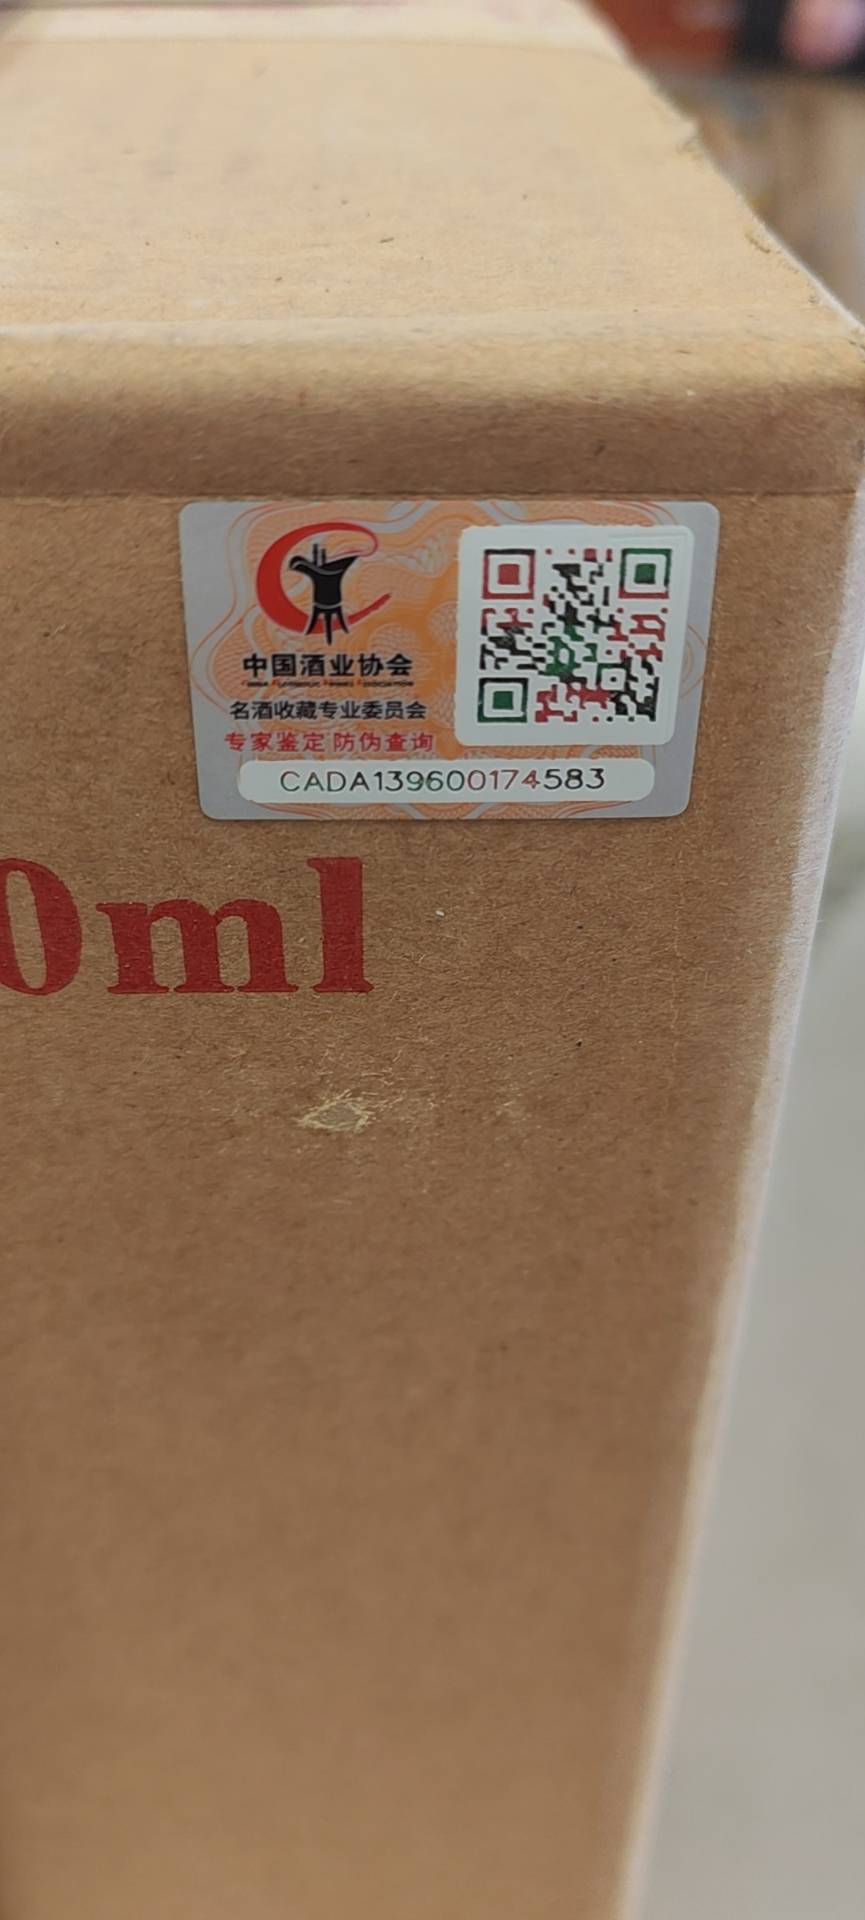 中国酒业协会
名酒收藏专业委员会
专家鉴定 防伪查询
CADA139600174583
0ml